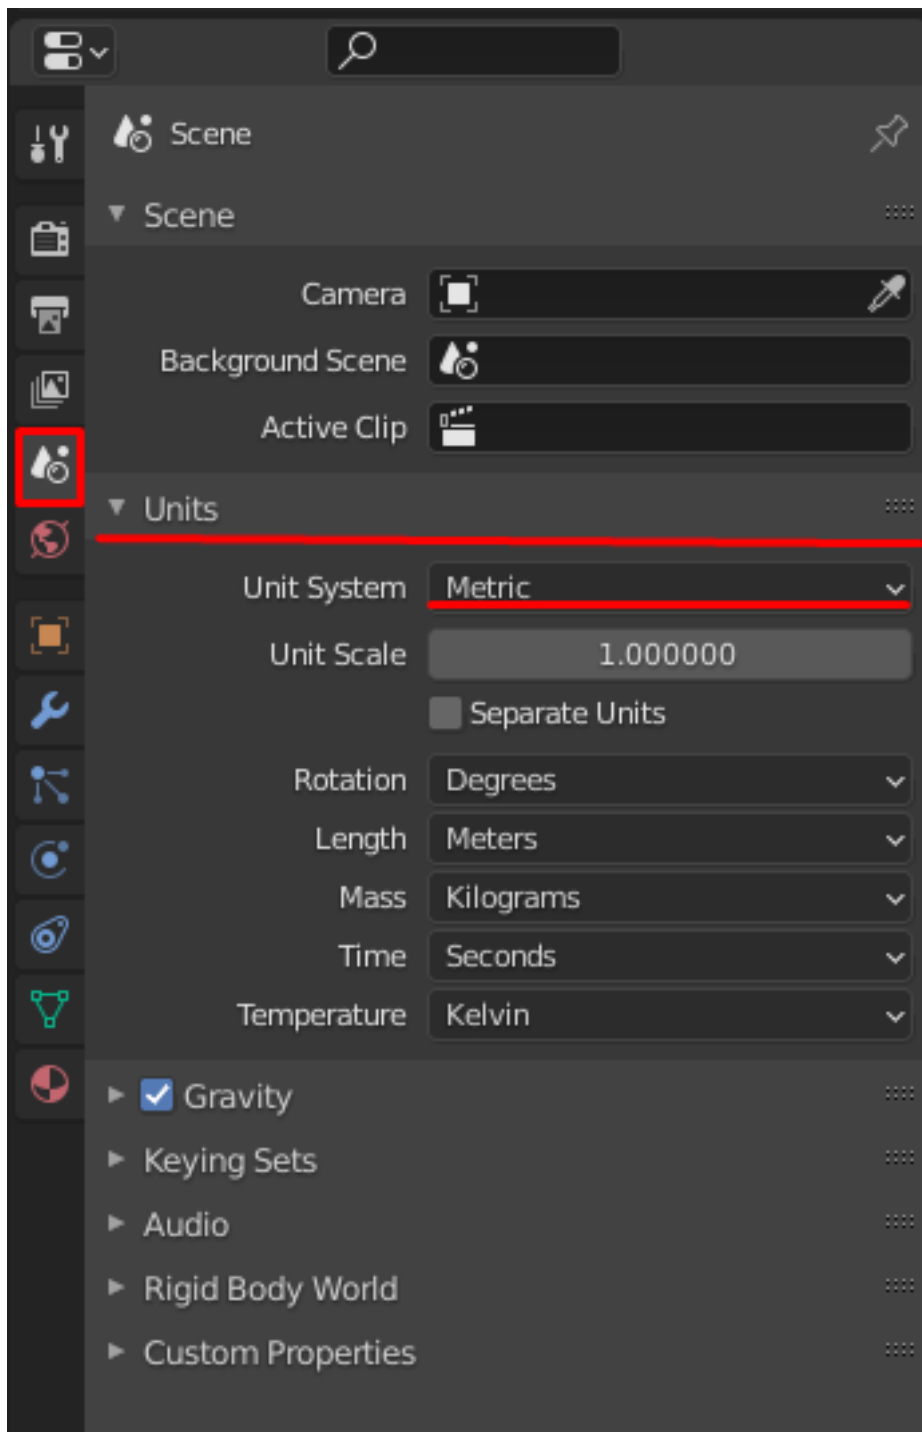 Scene
Scene
Camera
Background Scene
Active Clip
Units
Unit System Metric
Unit Scale 1.000000
Separate Units
Rotation Degrees
Length Meters
Mass Kilograms
Time Seconds
Temperature Kelvin
Gravity
Keying Sets
Audio
Rigid Body World
Custom Properties